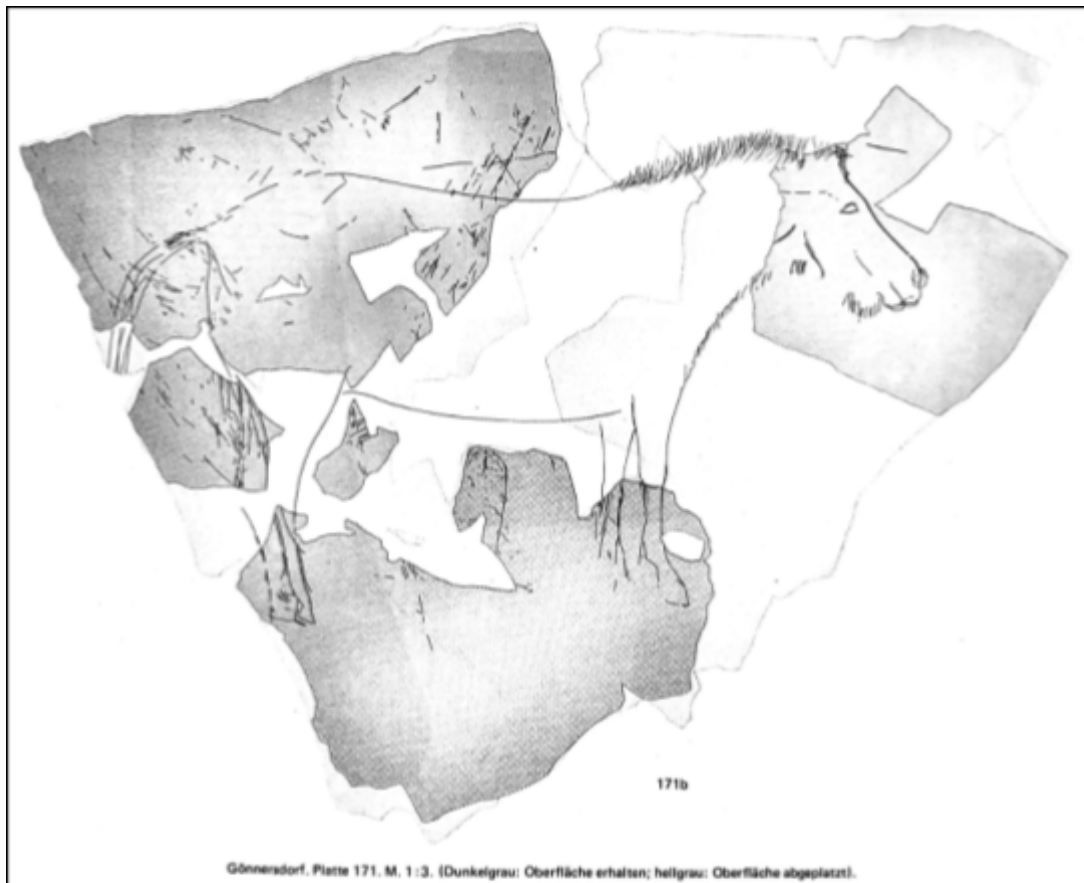 171b
Gönnersdorf. Platte 171. M. 1:3. (Dunkelgrau: Oberfläche erhalten; hellgrau: Oberfläche abgeplatzt).